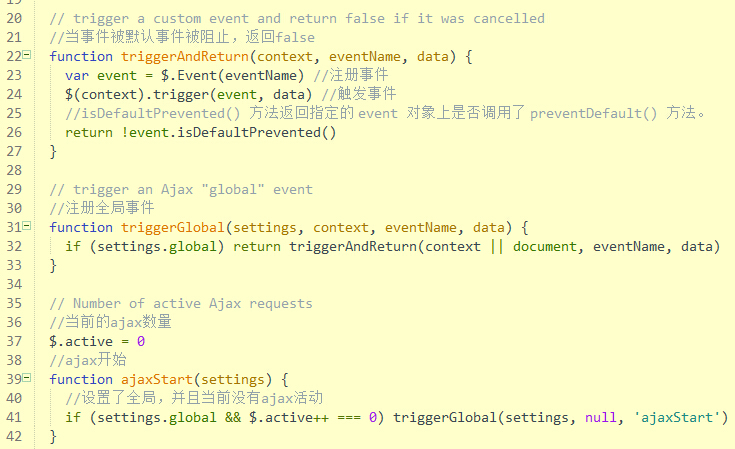 20 // trigger a custom event and return false if it was cancelled
21 //当事件被默认事件被阻止，返回false
22 function triggerAndReturn(context, eventName, data) {
23 var event = $.Event(eventName) //注册事件
24 $(context).trigger(event, data) //触发事件
25 //isDefaultPrevented() 方法返回指定的 event 对象上是否调用了 preventDefault() 方法。
26 return !event.isDefaultPrevented()
27 }
28
29 // trigger an Ajax "global" event
30 //注册全局事件
31 function triggerGlobal(settings, context, eventName, data) {
32 if (settings.global) return triggerAndReturn(context || document, eventName, data)
33 }
34
35 // Number of active Ajax requests
36 //当前的ajax数量
37 $.active = 0
38 //ajax开始
39 function ajaxStart(settings) {
40 //设置了全局，并且当前没有ajax活动
41 if (settings.global && $.active++ === 0) triggerGlobal(settings, null, 'ajaxStart')
42 }